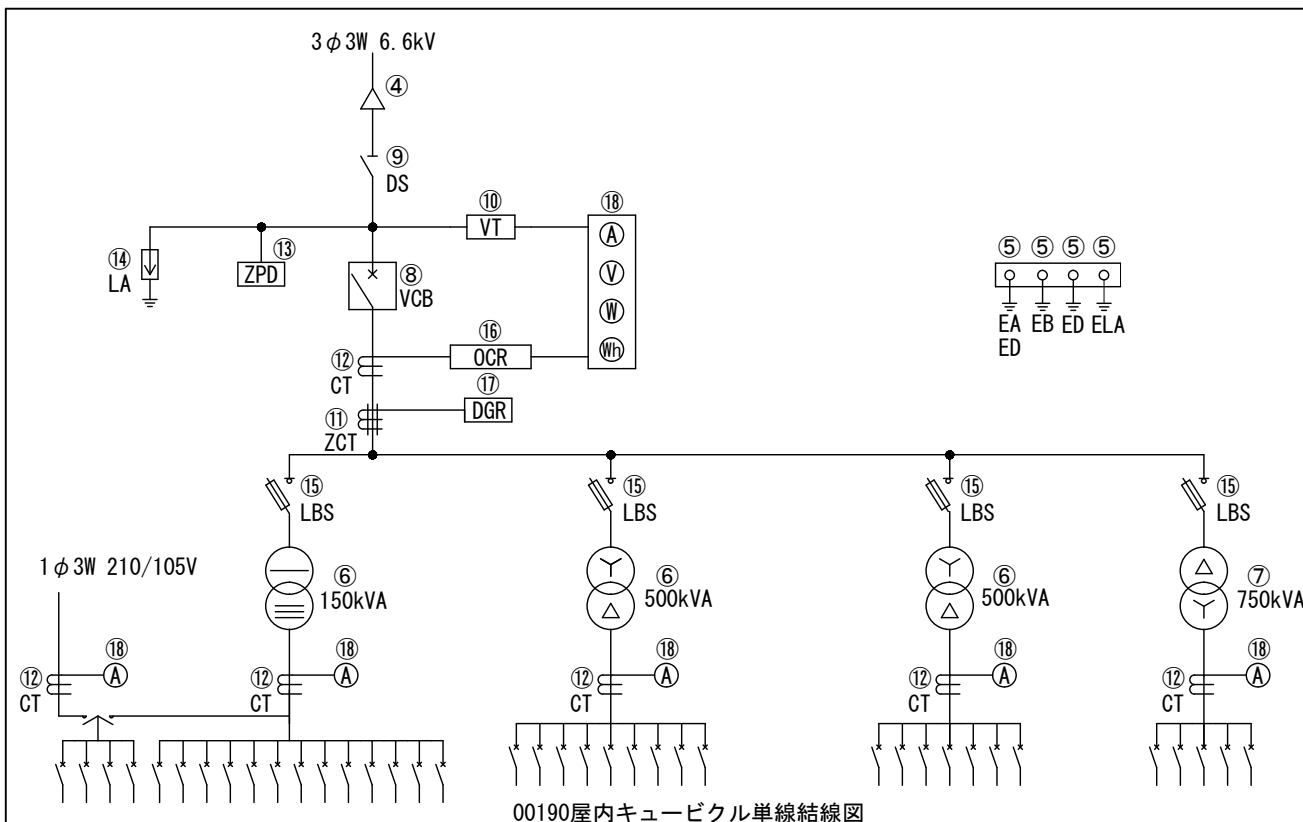 3φ3W 6.6kV
④
⑨
DS
⑩
VT
⑱
A
V
W
Wh
⑭
LA
⑬
ZPD
⑧
VCB
⑤ ⑤ ⑤ ⑤
EA EB ED ELA
ED
⑯
OCR
⑫
CT
⑰
DGR
⑪
ZCT
⑮
LBS
⑮
LBS
⑮
LBS
⑮
LBS
1φ3W 210/105V
⑥
150kVA
⑥
500kVA
⑥
500kVA
⑦
750kVA
⑱
A
⑫
CT
⑱
A
⑫
CT
⑱
A
⑫
CT
⑱
A
⑫
CT
⑱
A
⑫
CT
00190屋内キュービクル単線結線図